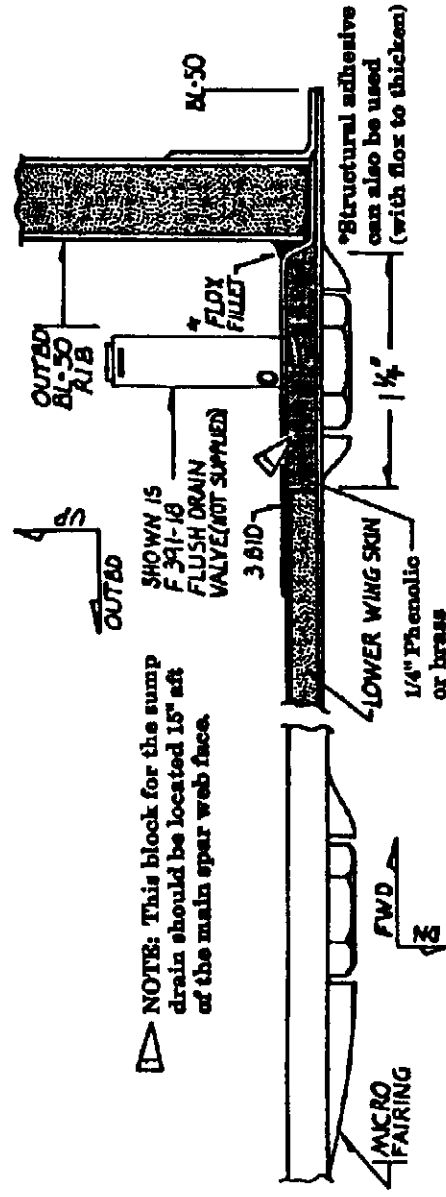 NOTE: This block for the sump
drain should be located 15" aft
of the main spar web face.
UP
OUTBD
OUTBD
BL-50
RIB
SHOWN IS
F 391-18
FLUSH DRAIN
VALVE (NOT SUPPLIED)
3 BID
*
FLOX
FILLET
BL-50
LOWER WING SKIN
1/4" Phenolic
or brass
1 1/4"
*Structural adhesive
can also be used
(with flox to thicken)
FWD
MICRO
FAIRING